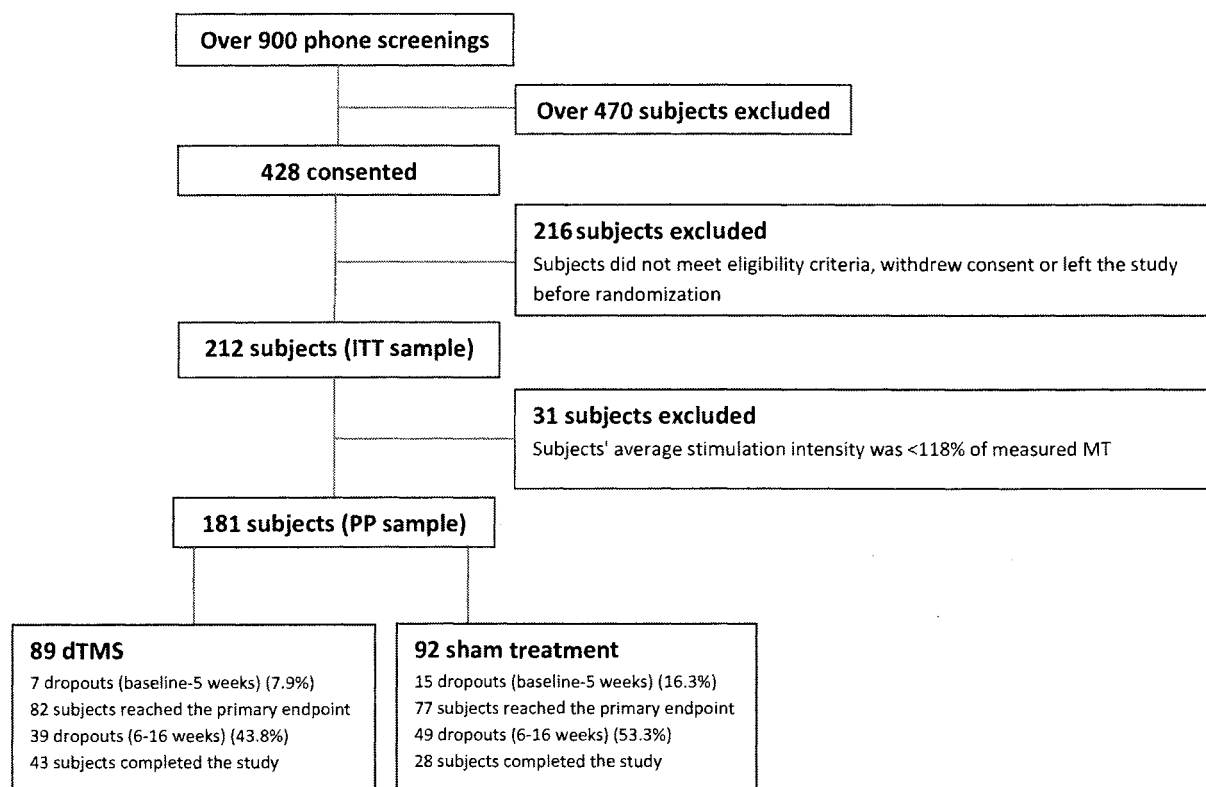 Over 900 phone screenings
Over 470 subjects excluded
428 consented
216 subjects excluded
Subjects did not meet eligibility criteria, withdrew consent or left the study
before randomization
212 subjects (ITT sample)
31 subjects excluded
Subjects' average stimulation intensity was <118% of measured MT
181 subjects (PP sample)
89 dTMS
7 dropouts (baseline-5 weeks) (7.9%)
82 subjects reached the primary endpoint
39 dropouts (6-16 weeks) (43.8%)
43 subjects completed the study
92 sham treatment
15 dropouts (baseline-5 weeks) (16.3%)
77 subjects reached the primary endpoint
49 dropouts (6-16 weeks) (53.3%)
28 subjects completed the study